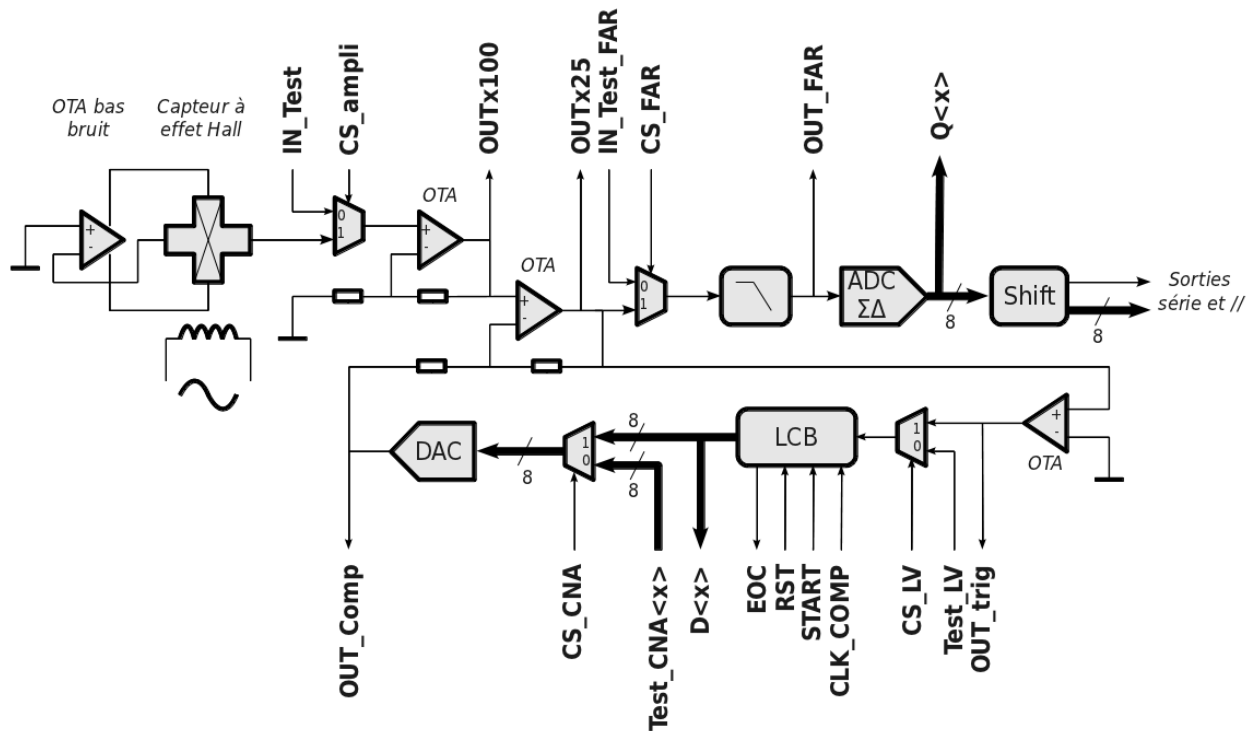 OTA bas
bruit
Capteur à
effet Hall
IN_Test
CS_ampli
OUTx100
OUTx25
IN_Test_FAR
CS_FAR
OUT_FAR
Q<x>
OTA
0
1
+
-
+
-
OTA
+
-
0
1
ADC
ΣΔ
8
Shift
8
Sorties
série et //
DAC
8
1
0
8
8
LCB
1
0
+
-
OTA
OUT_Comp
CS_CNA
Test_CNA<x>
D<x>
EOC
RST
START
CLK_COMP
CS_LV
Test_LV
OUT_trig